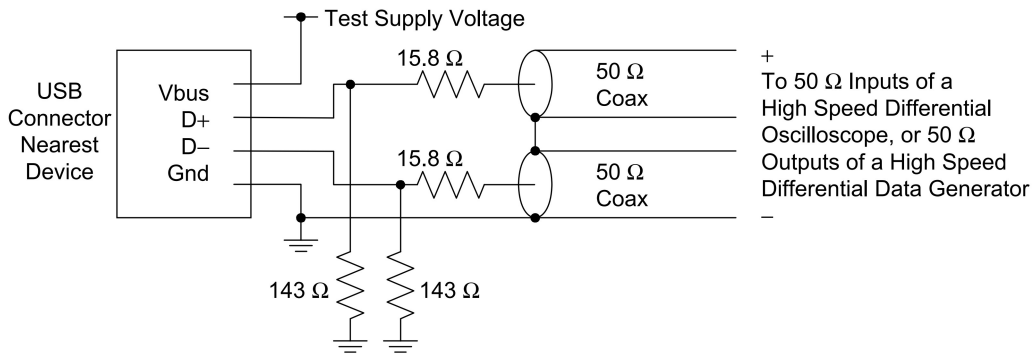 Test Supply Voltage
USB
Connector
Nearest
Device
Vbus
D+
D−
Gnd
15.8 Ω
15.8 Ω
50 Ω
Coax
50 Ω
Coax
+
To 50 Ω Inputs of a
High Speed Differential
Oscilloscope, or 50 Ω
Outputs of a High Speed
Differential Data Generator
−
143 Ω
143 Ω